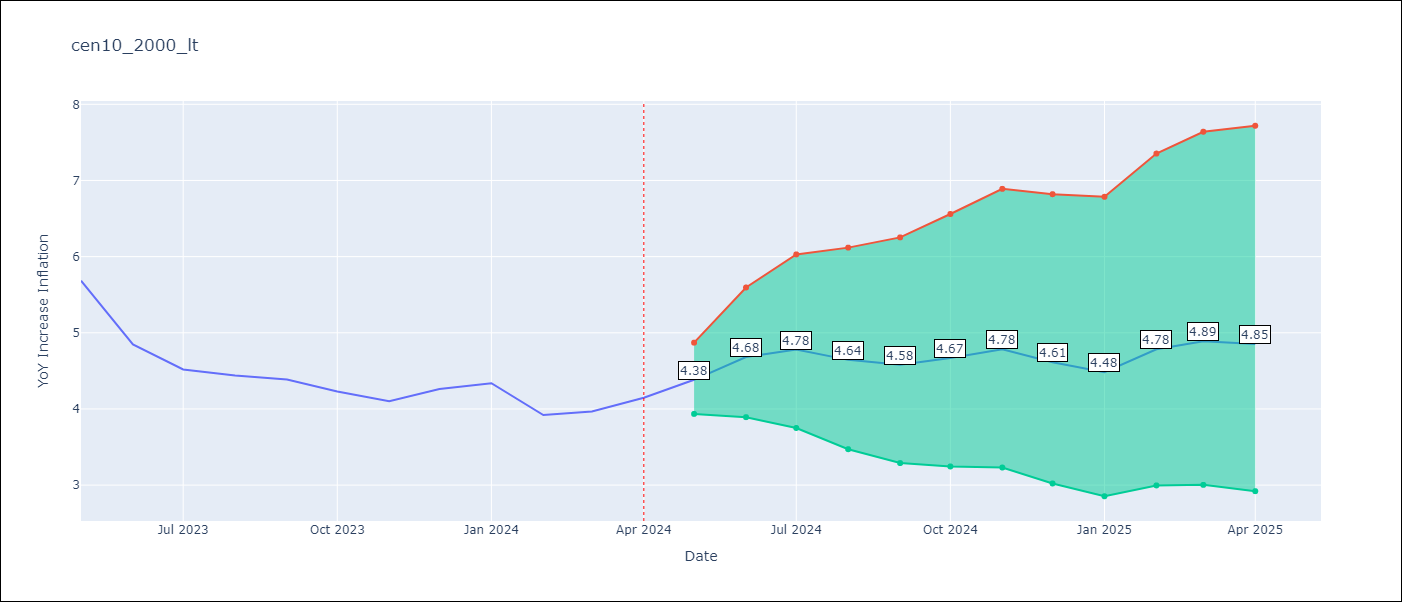 cen10_2000_lt
YoY Increase Inflation
8
7
6
5
4
3
4.38
4.68
4.78
4.64
4.58
4.67
4.78
4.61
4.48
4.78
4.89
4.85
Jul 2023
Oct 2023
Jan 2024
Apr 2024
Jul 2024
Oct 2024
Jan 2025
Apr 2025
Date